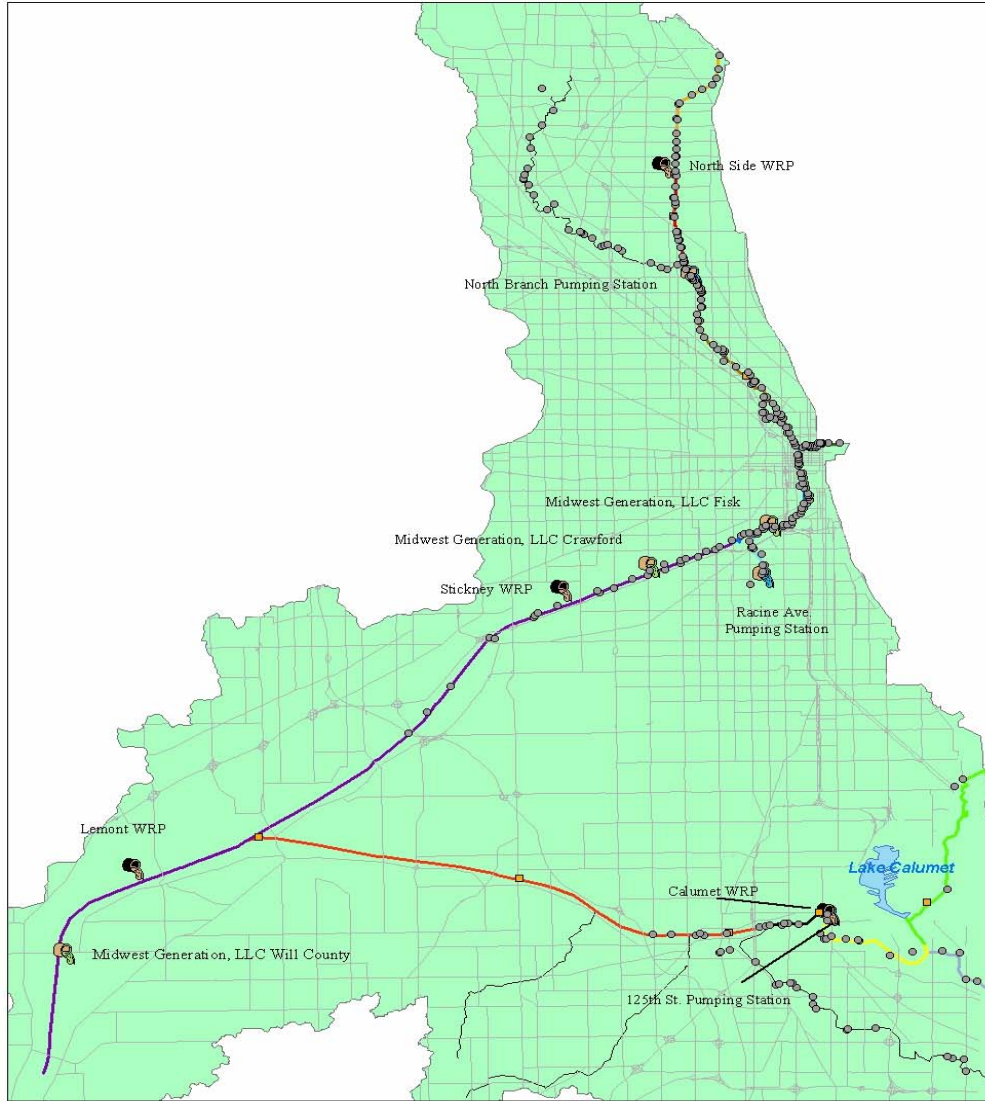 North Side WRP
North Branch Pumping Station
Midwest Generation, LLC Fisk
Midwest Generation, LLC Crawford
Stickney WRP
Racine Ave.
Pumping Station
Lemont WRP
Lake Calumet
Calumet WRP
Midwest Generation, LLC Will County
125th St. Pumping Station